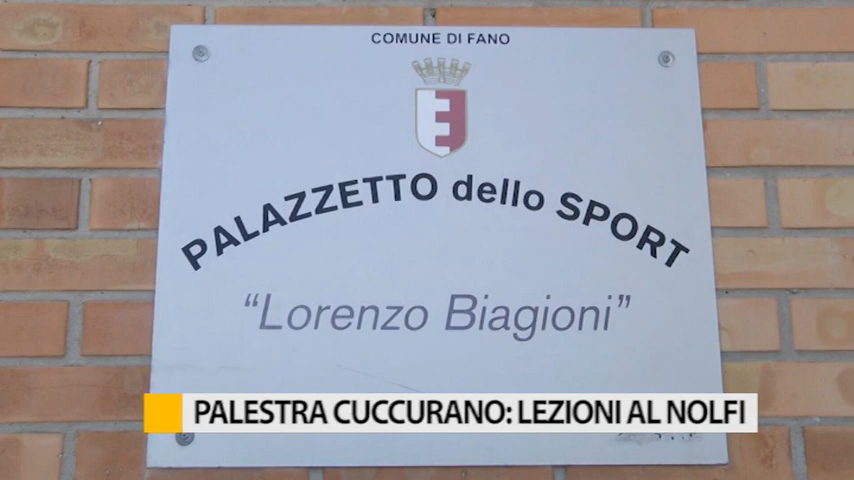 COMUNE DI FANO
PALAZZETTO dello SPORT
“Lorenzo Biagioni”
PALESTRA CUCCURANO: LEZIONI AL NOLFI